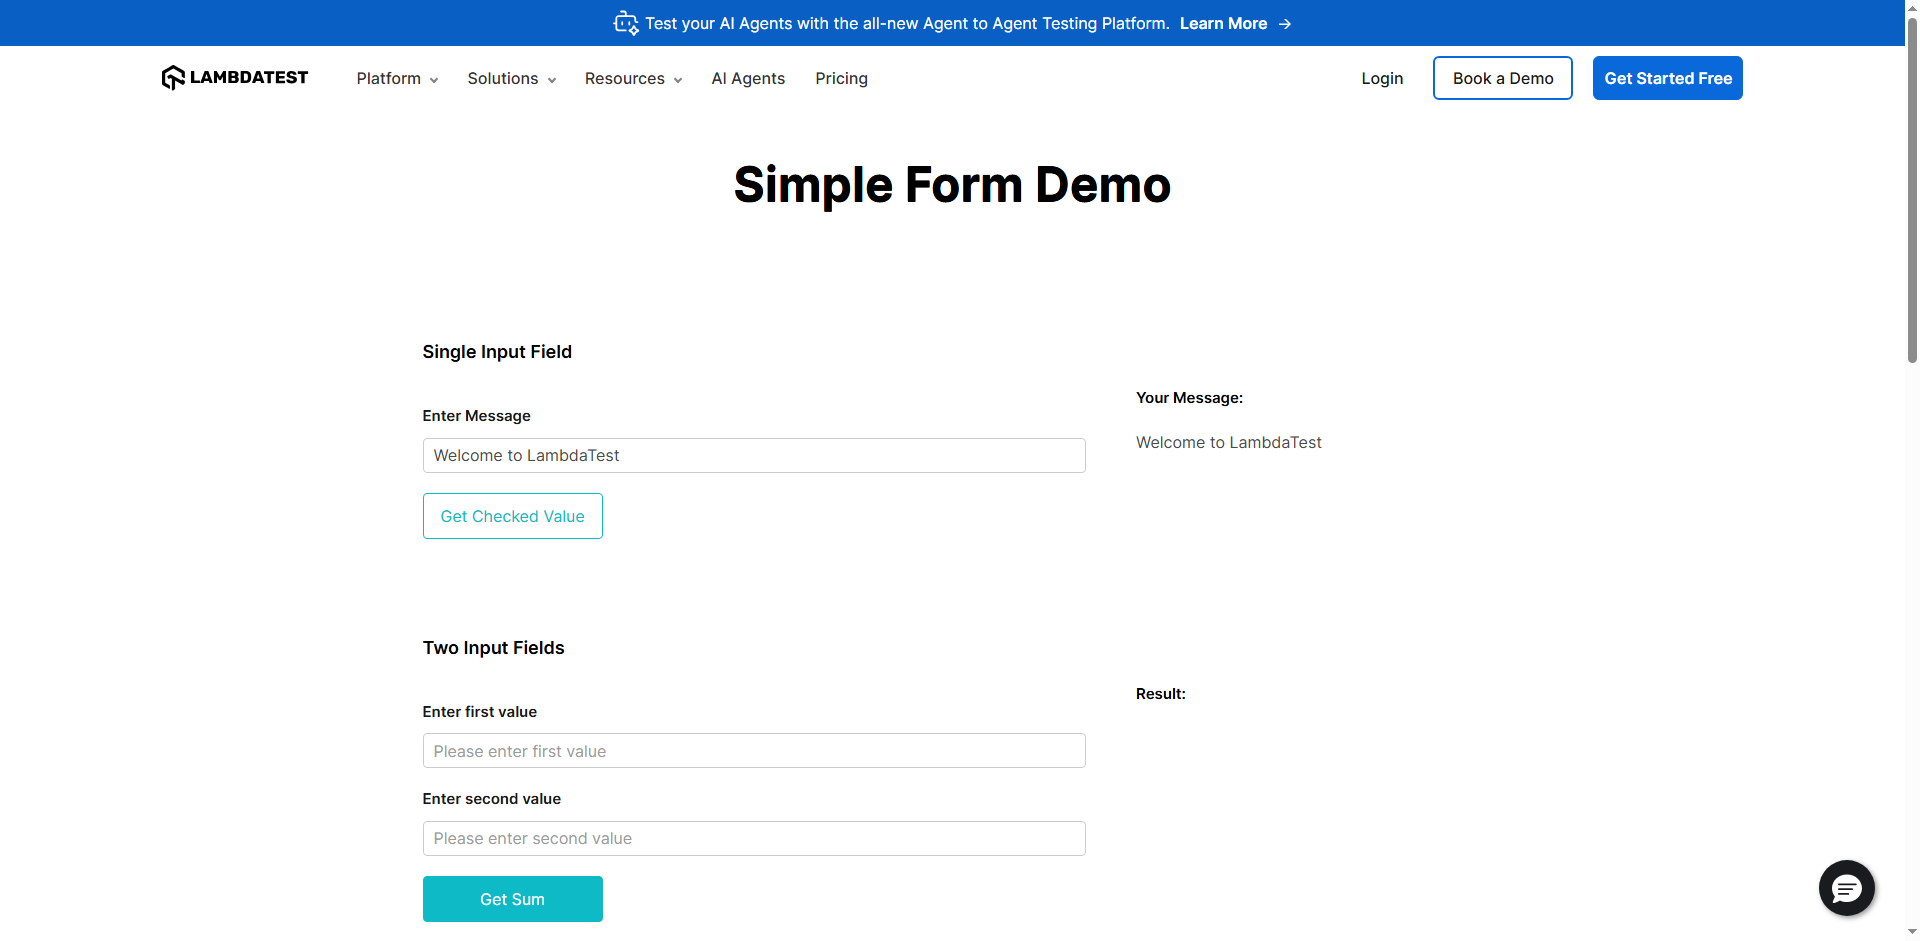 Test your AI Agents with the all-new Agent to Agent Testing Platform. Learn More →
LAMBDATEST Platform Solutions Resources AI Agents Pricing Login Book a Demo Get Started Free
Simple Form Demo
Single Input Field
Your Message:
Enter Message
Welcome to LambdaTest
Welcome to LambdaTest
Get Checked Value
Two Input Fields
Result:
Enter first value
Please enter first value
Enter second value
Please enter second value
Get Sum